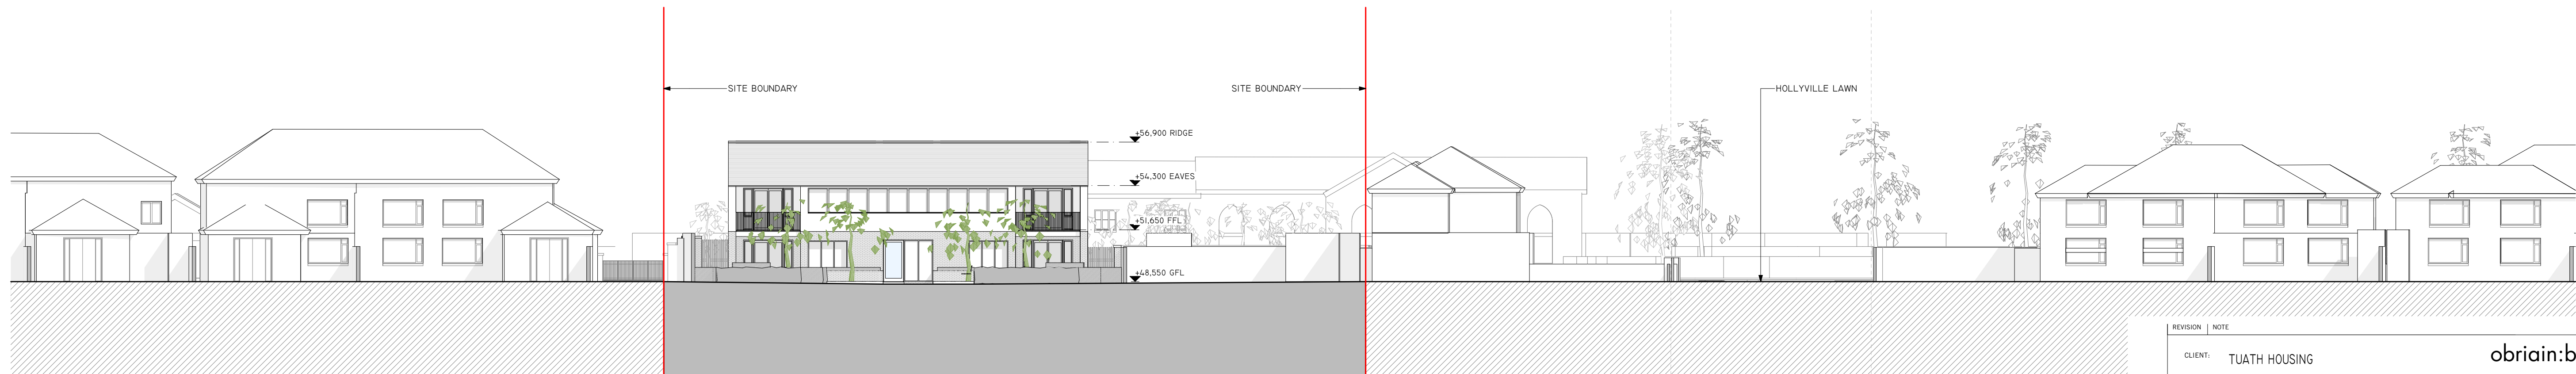 SITE BOUNDARY
SITE BOUNDARY
HOLLYVILLE LAWN
+56,900 RIDGE
+54,300 EAVES
+51,650 FFL
+48,550 GFL
REVISION NOTE
CLIENT: TUATH HOUSING
obriain:b